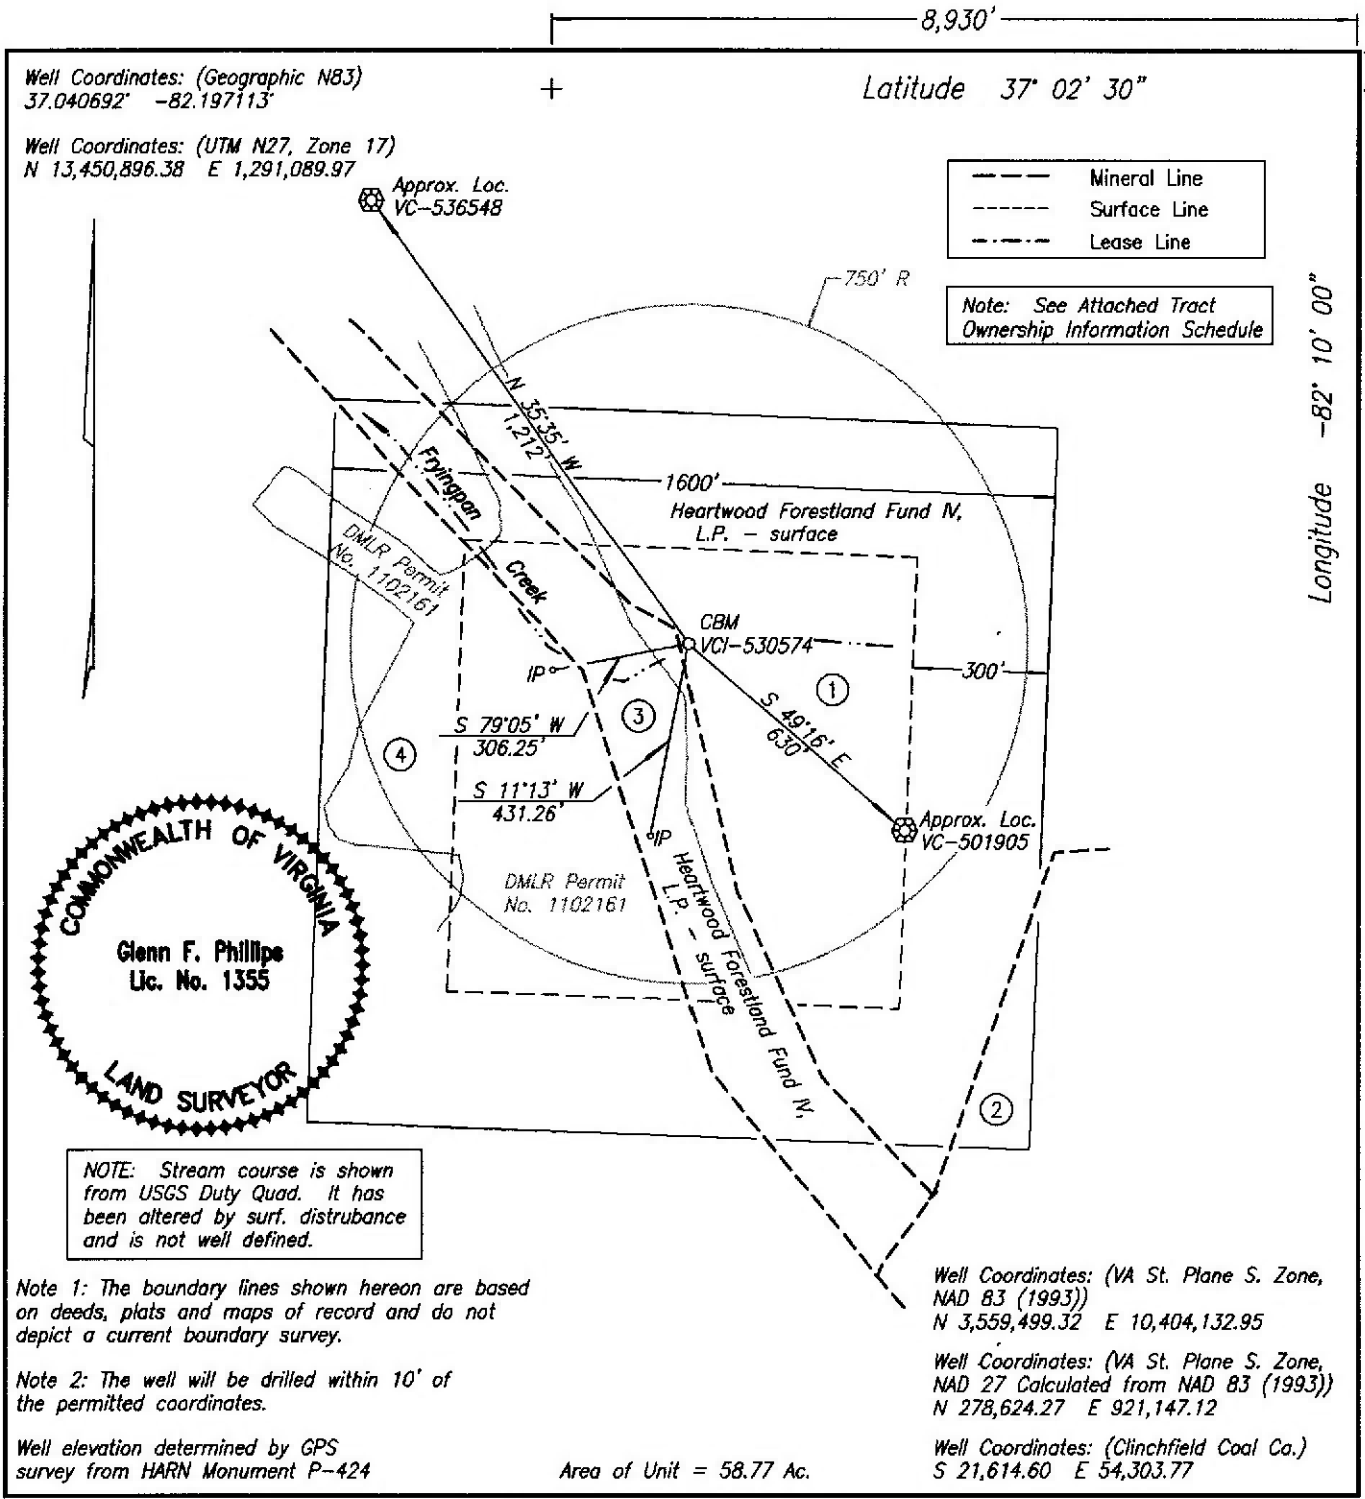 8,930'
Well Coordinates: (Geographic N83)
37.040692° -82.197113°
Latitude 37° 02' 30"
Well Coordinates: (UTM N27, Zone 17)
N 13,450,896.38 E 1,291,089.97
Approx. Loc.
VC-536548
Mineral Line
Surface Line
Lease Line
750' R
Note: See Attached Tract
Ownership Information Schedule
Longitude -82° 10' 00"
N 35°35' W
1,212'
Fryingpan
Creek
1600'
Heartwood Forestland Fund IV,
L.P. - surface
DMLR Permit
No. 1102161
CBM
VCI-530574
IP
300'
1
3
4
S 79°05' W
306.25'
S 49°16' E
630'
S 11°13' W
431.26'
IP
Approx. Loc.
VC-501905
DMLR Permit
No. 1102161
Heartwood Forestland Fund IV,
L.P. - surface
COMMONWEALTH OF VIRGINIA
Glenn F. Phillips
Lic. No. 1355
LAND SURVEYOR
2
NOTE: Stream course is shown
from USGS Duty Quad. It has
been altered by surf. distrubance
and is not well defined.
Note 1: The boundary lines shown hereon are based
on deeds, plats and maps of record and do not
depict a current boundary survey.
Note 2: The well will be drilled within 10' of
the permitted coordinates.
Well elevation determined by GPS
survey from HARN Monument P-424
Area of Unit = 58.77 Ac.
Well Coordinates: (VA St. Plane S. Zone,
NAD 83 (1993))
N 3,559,499.32 E 10,404,132.95
Well Coordinates: (VA St. Plane S. Zone,
NAD 27 Calculated from NAD 83 (1993))
N 278,624.27 E 921,147.12
Well Coordinates: (Clinchfield Coal Co.)
S 21,614.60 E 54,303.77